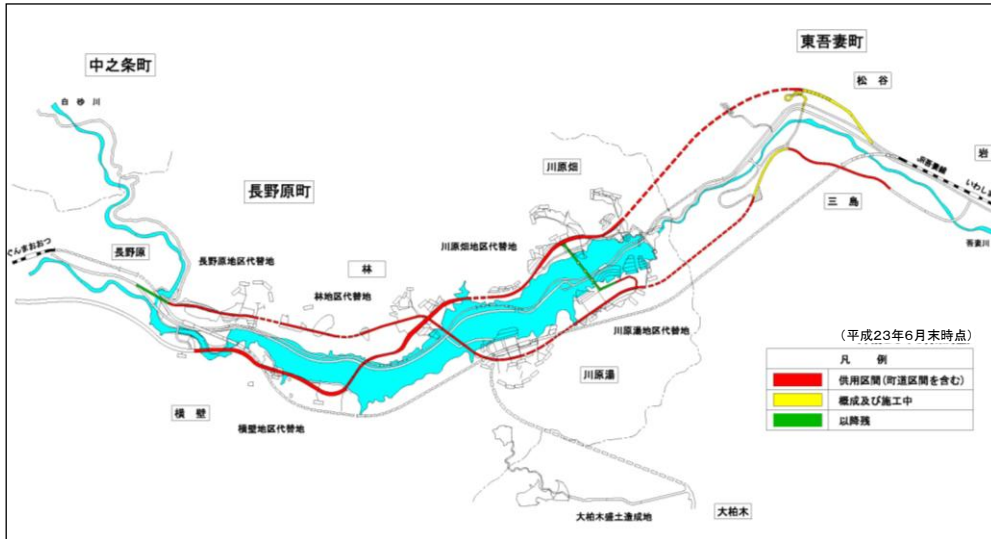 東吾妻町
中之条町
松谷
白砂川
川原畑
岩
JR吾妻線
いわしま
長野原町
三島
川原畑地区代替地
吾妻川
長野原
ぐんまおおつ
長野原地区代替地
林
林地区代替地
川原湯地区代替地
(平成23年6月末時点)
凡例
供用区間(町道区間を含む)
概成及び施工中
以降残
川原湯
横壁
横壁地区代替地
大柏木盛土造成地
大柏木